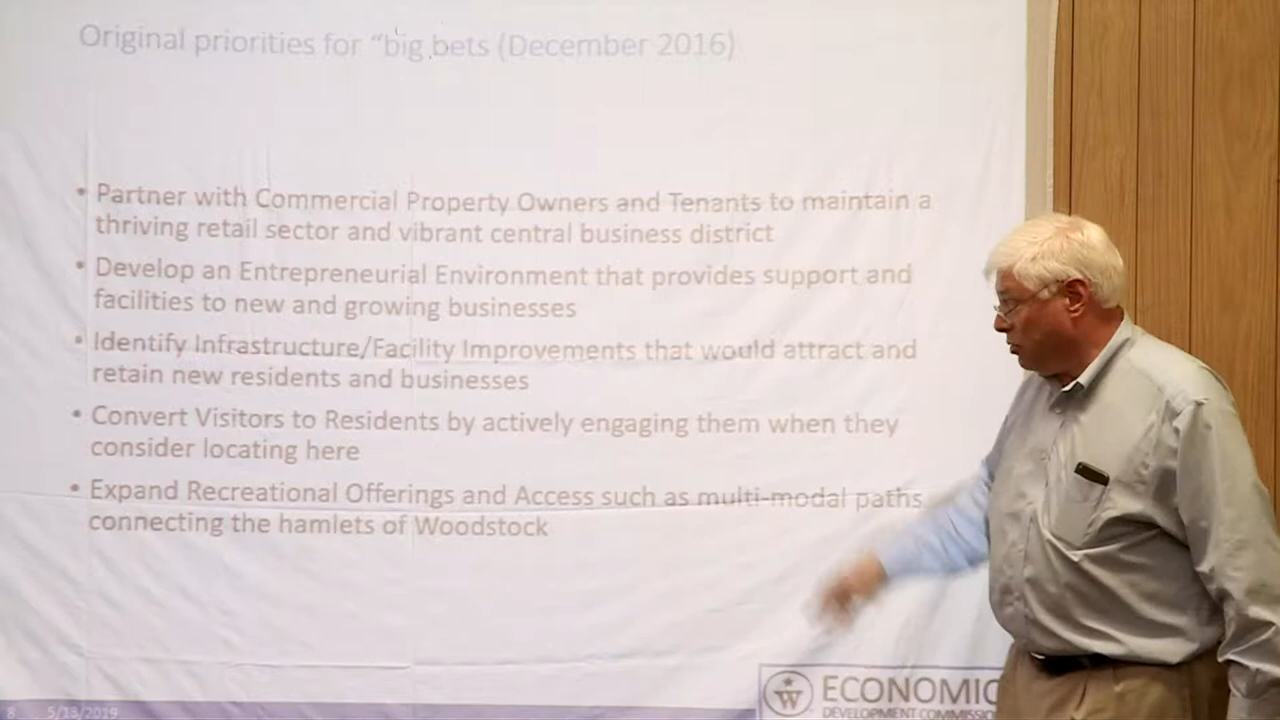 Original priorities for “big bets (December 2016)
• Partner with Commercial Property Owners and Tenants to maintain a
thriving retail sector and vibrant central business district
• Develop an Entrepreneurial Environment that provides support and
facilities to new and growing businesses
• Identify Infrastructure/Facility Improvements that would attract and
retain new residents and businesses
• Convert Visitors to Residents by actively engaging them when they
consider locating here
• Expand Recreational Offerings and Access such as multi-modal paths
connecting the hamlets of Woodstock
8 5/18/2019
W ECONOMIC
DEVELOPMENT COMMISSION